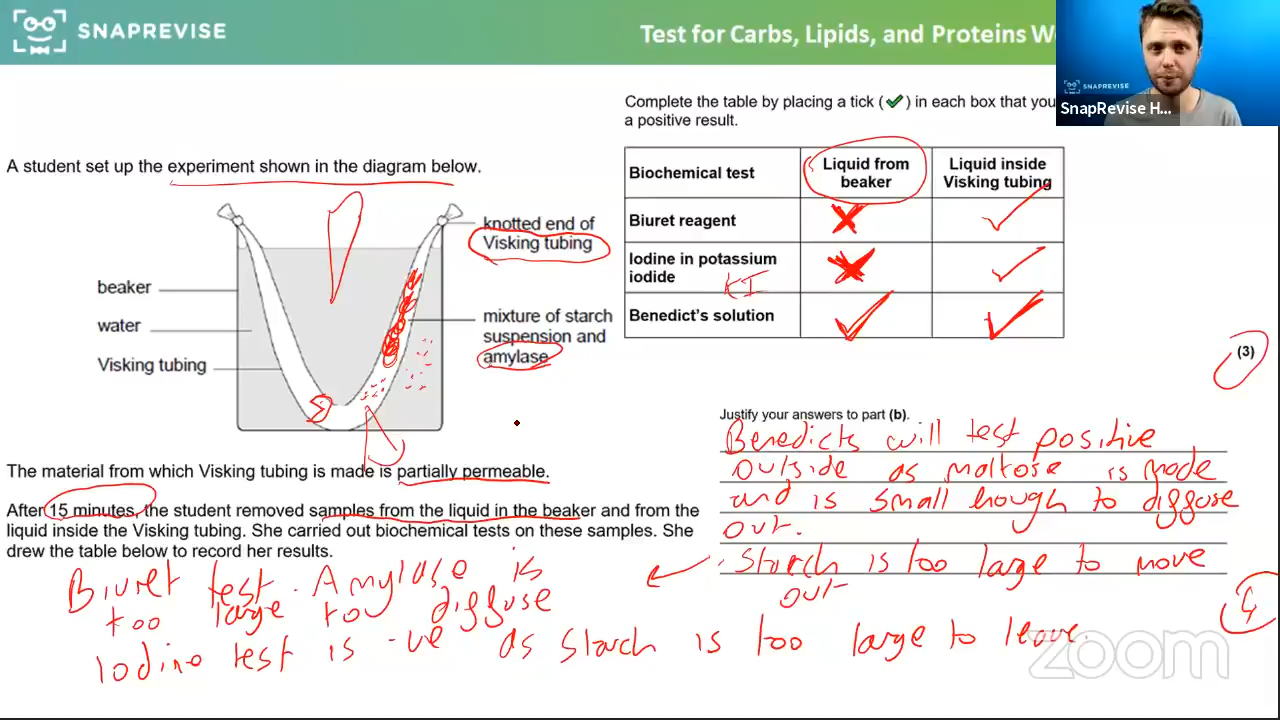 SNAPREVISE
Test for Carbs, Lipids, and Proteins W
SNAPREVISE
SnapRevise H...
A student set up the experiment shown in the diagram below.
knotted end of
Visking tubing
beaker
water
Visking tubing
mixture of starch
suspension and
amylase
The material from which Visking tubing is made is partially permeable.
After 15 minutes, the student removed samples from the liquid in the beaker and from the
liquid inside the Visking tubing. She carried out biochemical tests on these samples. She
drew the table below to record her results.
Biuret test. Amylase is
too large to diffuse
Iodine test is -ve as starch is too large to leave.
Complete the table by placing a tick (✔) in each box that you
a positive result.
Biochemical test
Liquid from
beaker
Liquid inside
Visking tubing
Biuret reagent
Iodine in potassium
iodide
KI
Benedict's solution
(3)
Justify your answers to part (b).
Benedicts will test positive
outside as maltose is made
and is small enough to diffuse
out.
Starch is too large to move
out
4
zoom